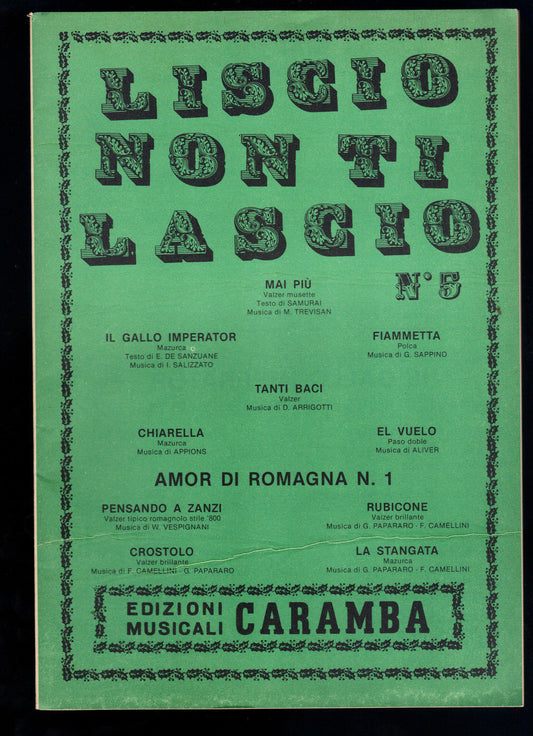 LISCIO
NON TI
LASCIO
N° 5
MAI PIÙ
Valzer musette
Testo di SAMURAI
Musica di M. TREVISAN
IL GALLO IMPERATOR
Mazurca
Testo di E. DE SANZUANE
Musica di I. SALIZZATO
FIAMMETTA
Polca
Musica di G. SAPPINO
TANTI BACI
Valzer
Musica di D. ARRIGOTTI
CHIARELLA
Mazurca
Musica di APPIONS
EL VUELO
Paso doble
Musica di ALIVER
AMOR DI ROMAGNA N. 1
PENSANDO A ZANZI
Valzer tipico romagnolo stile '800
Musica di W. VESPIGNANI
RUBICONE
Valzer brillante
Musica di G. PAPARARO - F. CAMELLINI
CROSTOLO
Valzer brillante
Musica di F. CAMELLINI - G. PAPARARO
LA STANGATA
Mazurca
Musica di G. PAPARARO - F. CAMELLINI
EDIZIONI
MUSICALI
CARAMBA